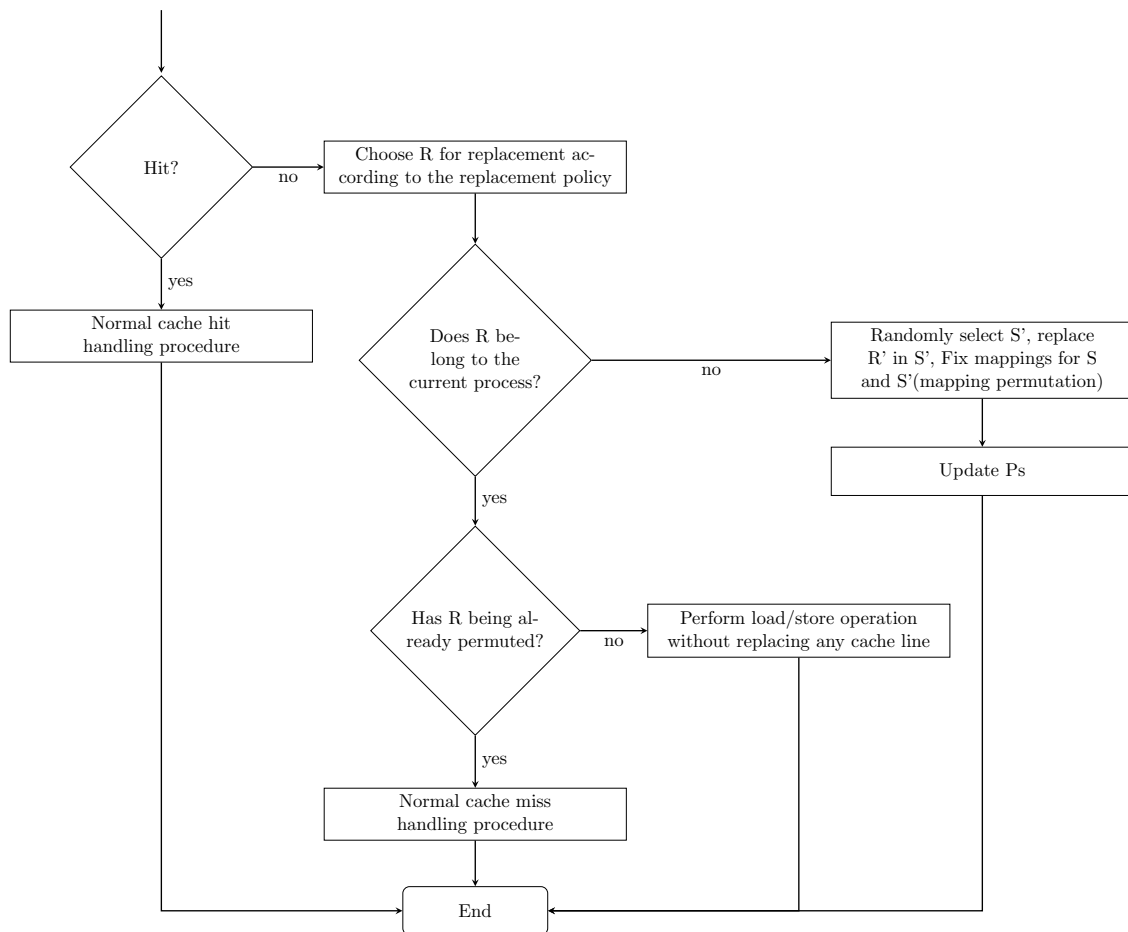 Hit?
no
Choose R for replacement ac-
cording to the replacement policy
yes
Normal cache hit
handling procedure
Does R be-
long to the
current process?
no
Randomly select S', replace
R' in S', Fix mappings for S
and S'(mapping permutation)
Update Ps
yes
Has R being al-
ready permuted?
no
Perform load/store operation
without replacing any cache line
yes
Normal cache miss
handling procedure
End